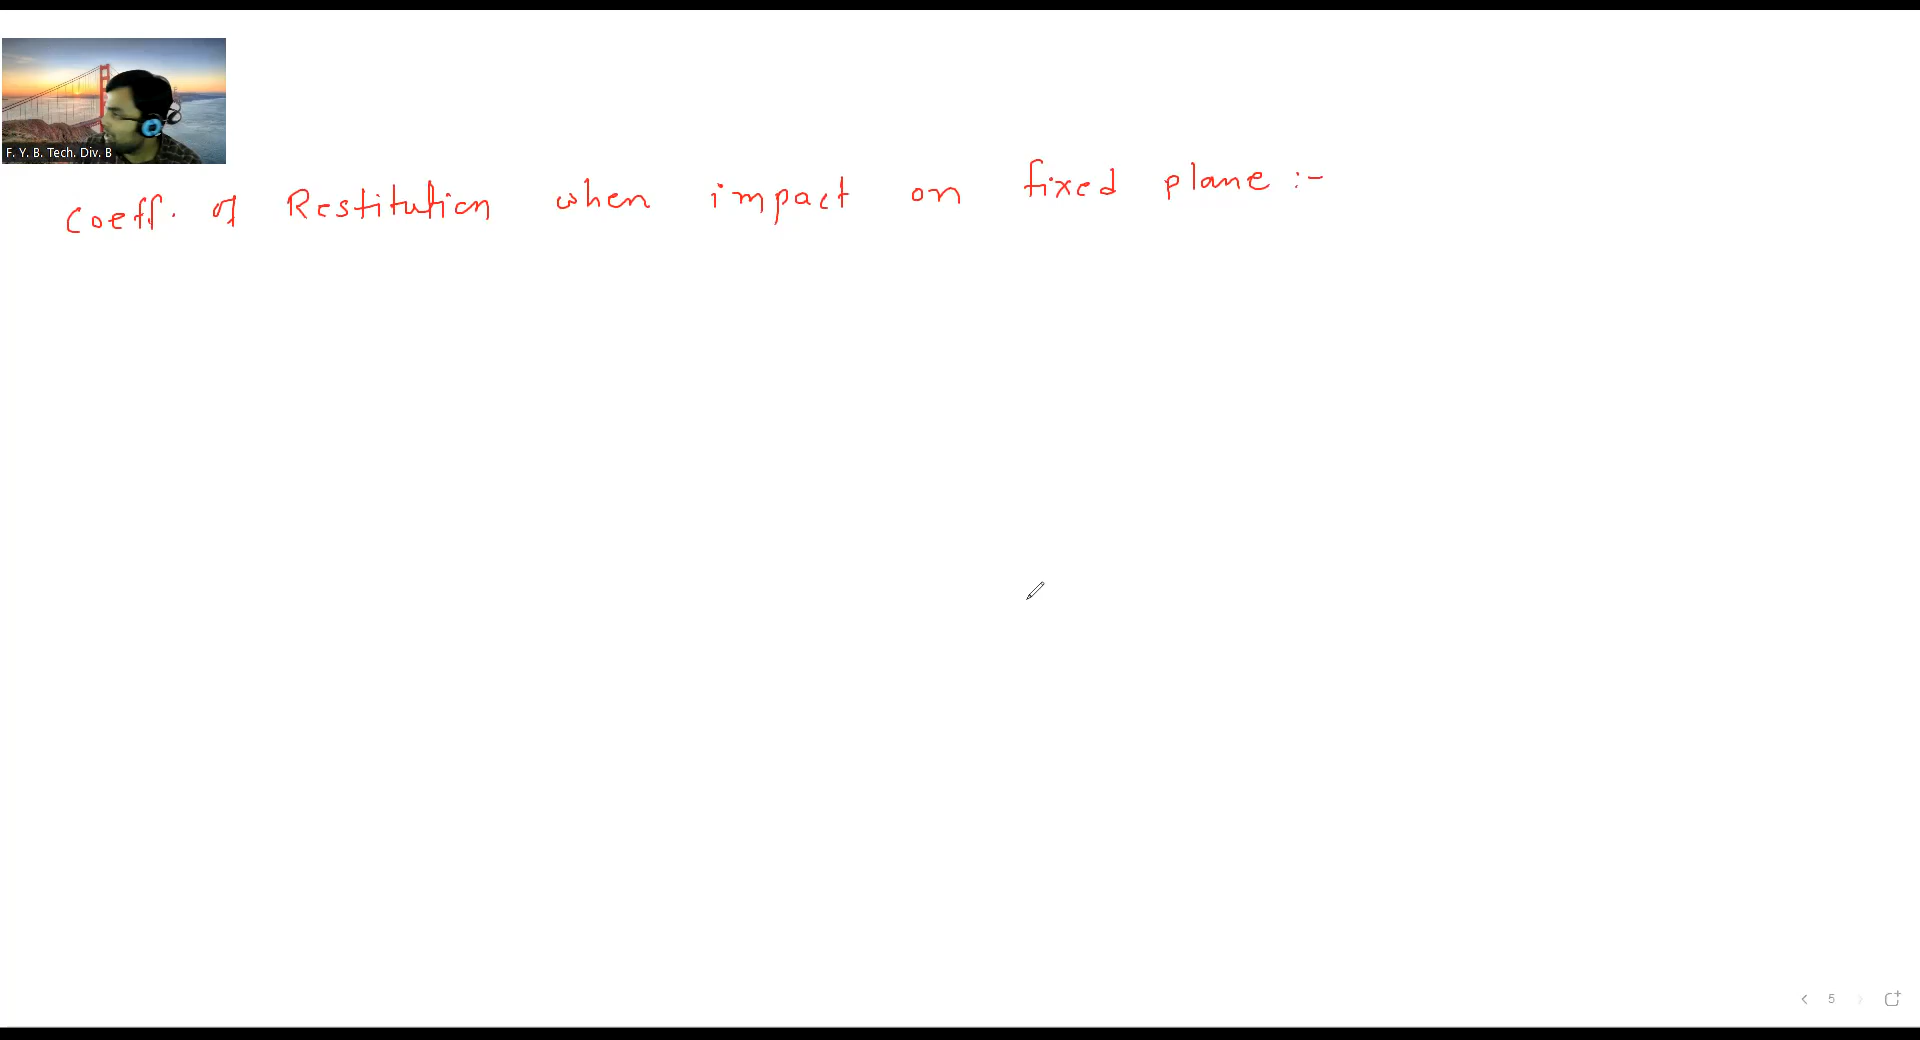 F. Y. B. Tech. Div. B
Coeff. of Restitution when impact on fixed plane :-
5